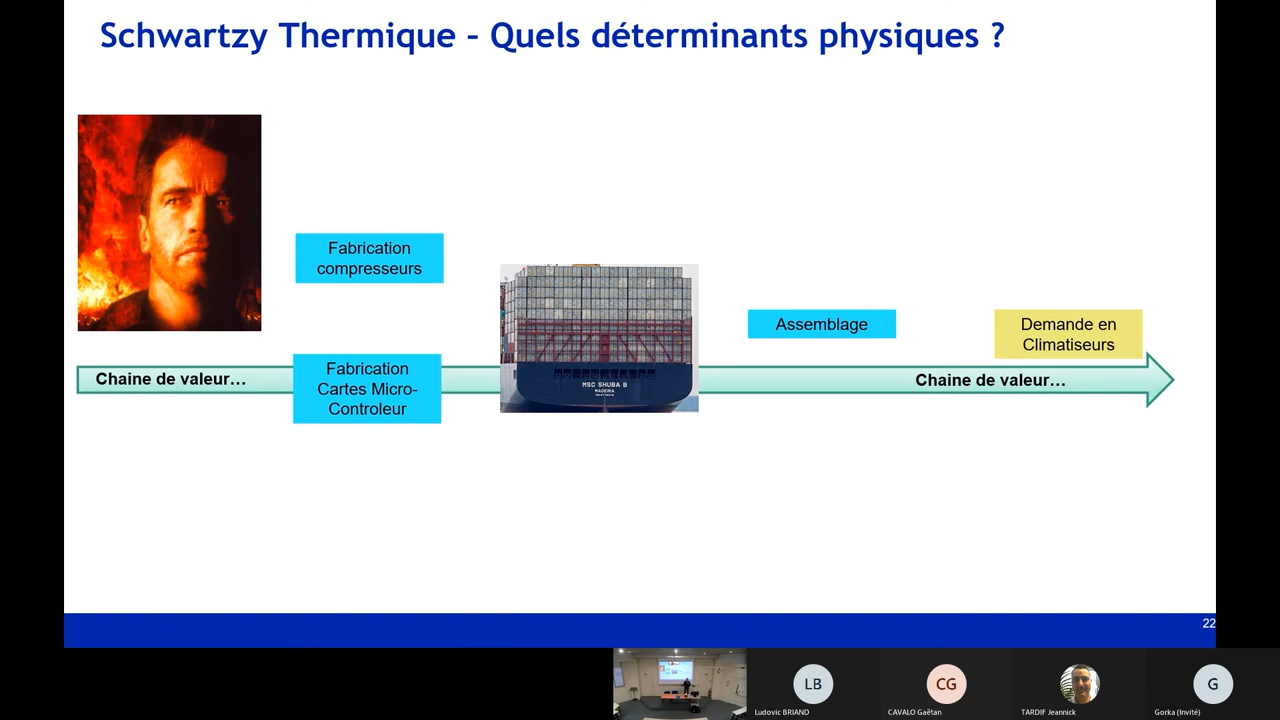 Schwartzy Thermique – Quels déterminants physiques ?
Fabrication
compresseurs
MSC SHUBA B
MADEIRA
Assemblage
Demande en
Climatiseurs
Chaine de valeur…
Fabrication
Cartes Micro-
Controleur
Chaine de valeur…
22
LB
Ludovic BRIAND
CG
CAVALO Gaëtan
TARDIF Jeannick
G
Gorka (Invité)